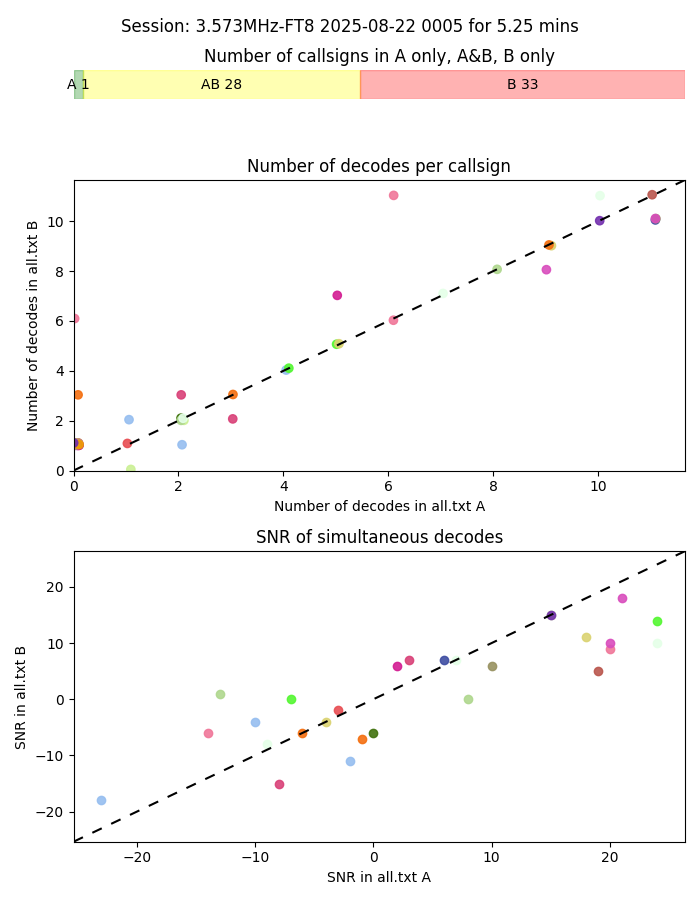 Session: 3.573MHz-FT8 2025-08-22 0005 for 5.25 mins
Number of callsigns in A only, A&B, B only
A 1 AB 28 B 33
Number of decodes per callsign
Number of decodes in all.txt B
10
8
6
4
2
0
0 2 4 6 8 10
Number of decodes in all.txt A
SNR of simultaneous decodes
SNR in all.txt B
20
10
0
−10
−20
−20 −10 0 10 20
SNR in all.txt A